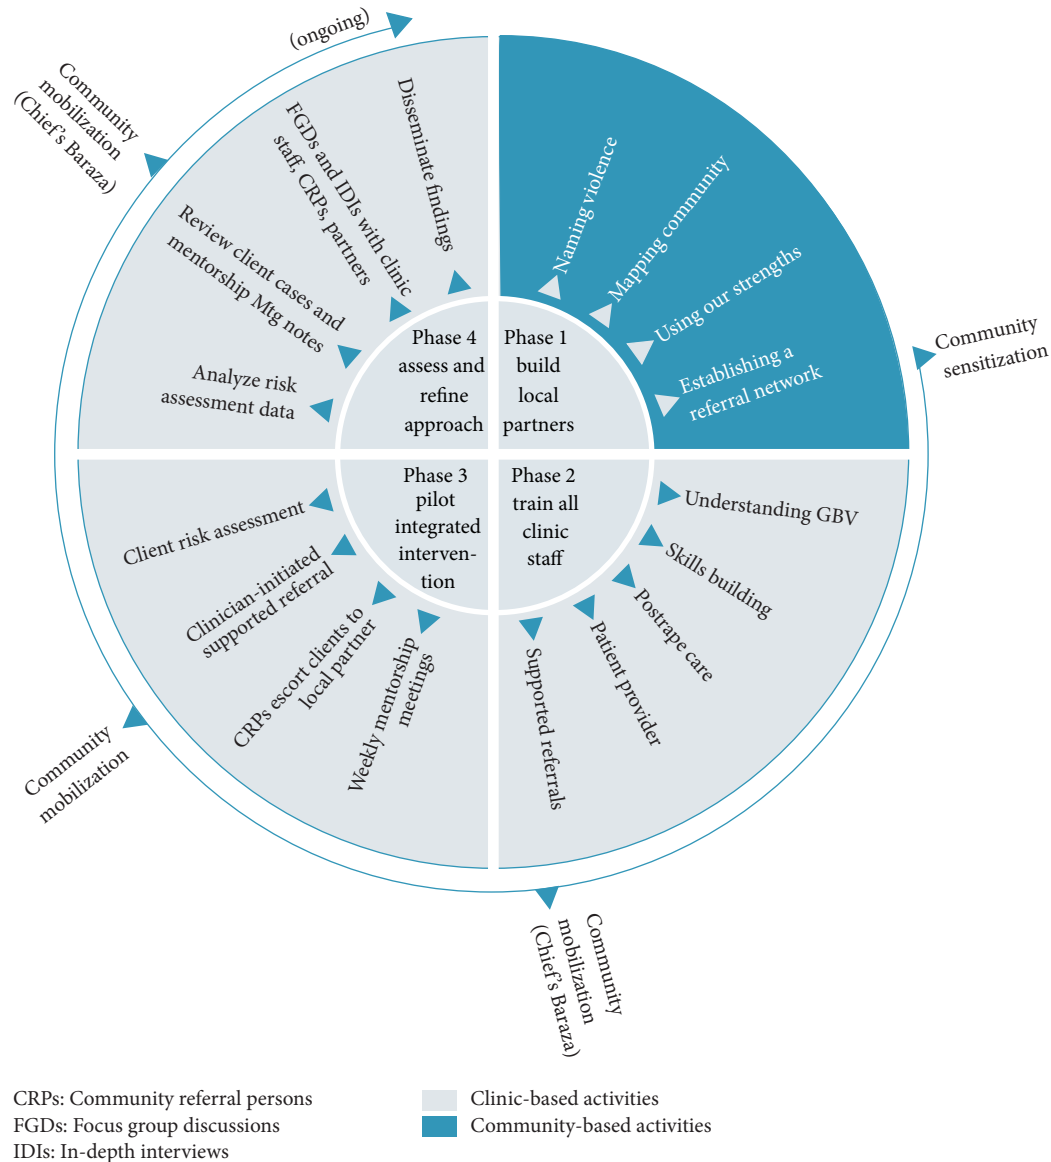 (ongoing)
Community
mobilization
(Chief's Baraza)
Disseminate findings
FGDs and IDIs with clinic
staff, CRPs, partners
Review client cases and
mentorship Mtg notes
Analyze risk
assessment data
Phase 4
assess and
refine
approach
Phase 1
build
local
partners
Naming violence
Mapping community
Using our strengths
Establishing a
referral network
Community
sensitization
Phase 2
train all
clinic
staff
Understanding GBV
Skills building
Postrape care
Patient provider
Supported referrals
Community
mobilization
(Chief's Baraza)
Phase 3
pilot
integrated
interven-
tion
Client risk assessment
Clinician-initiated
supported referral
CRPs escort clients to
local partner
Weekly mentorship
meetings
Community
mobilization
CRPs: Community referral persons
FGDs: Focus group discussions
IDIs: In-depth interviews
Clinic-based activities
Community-based activities